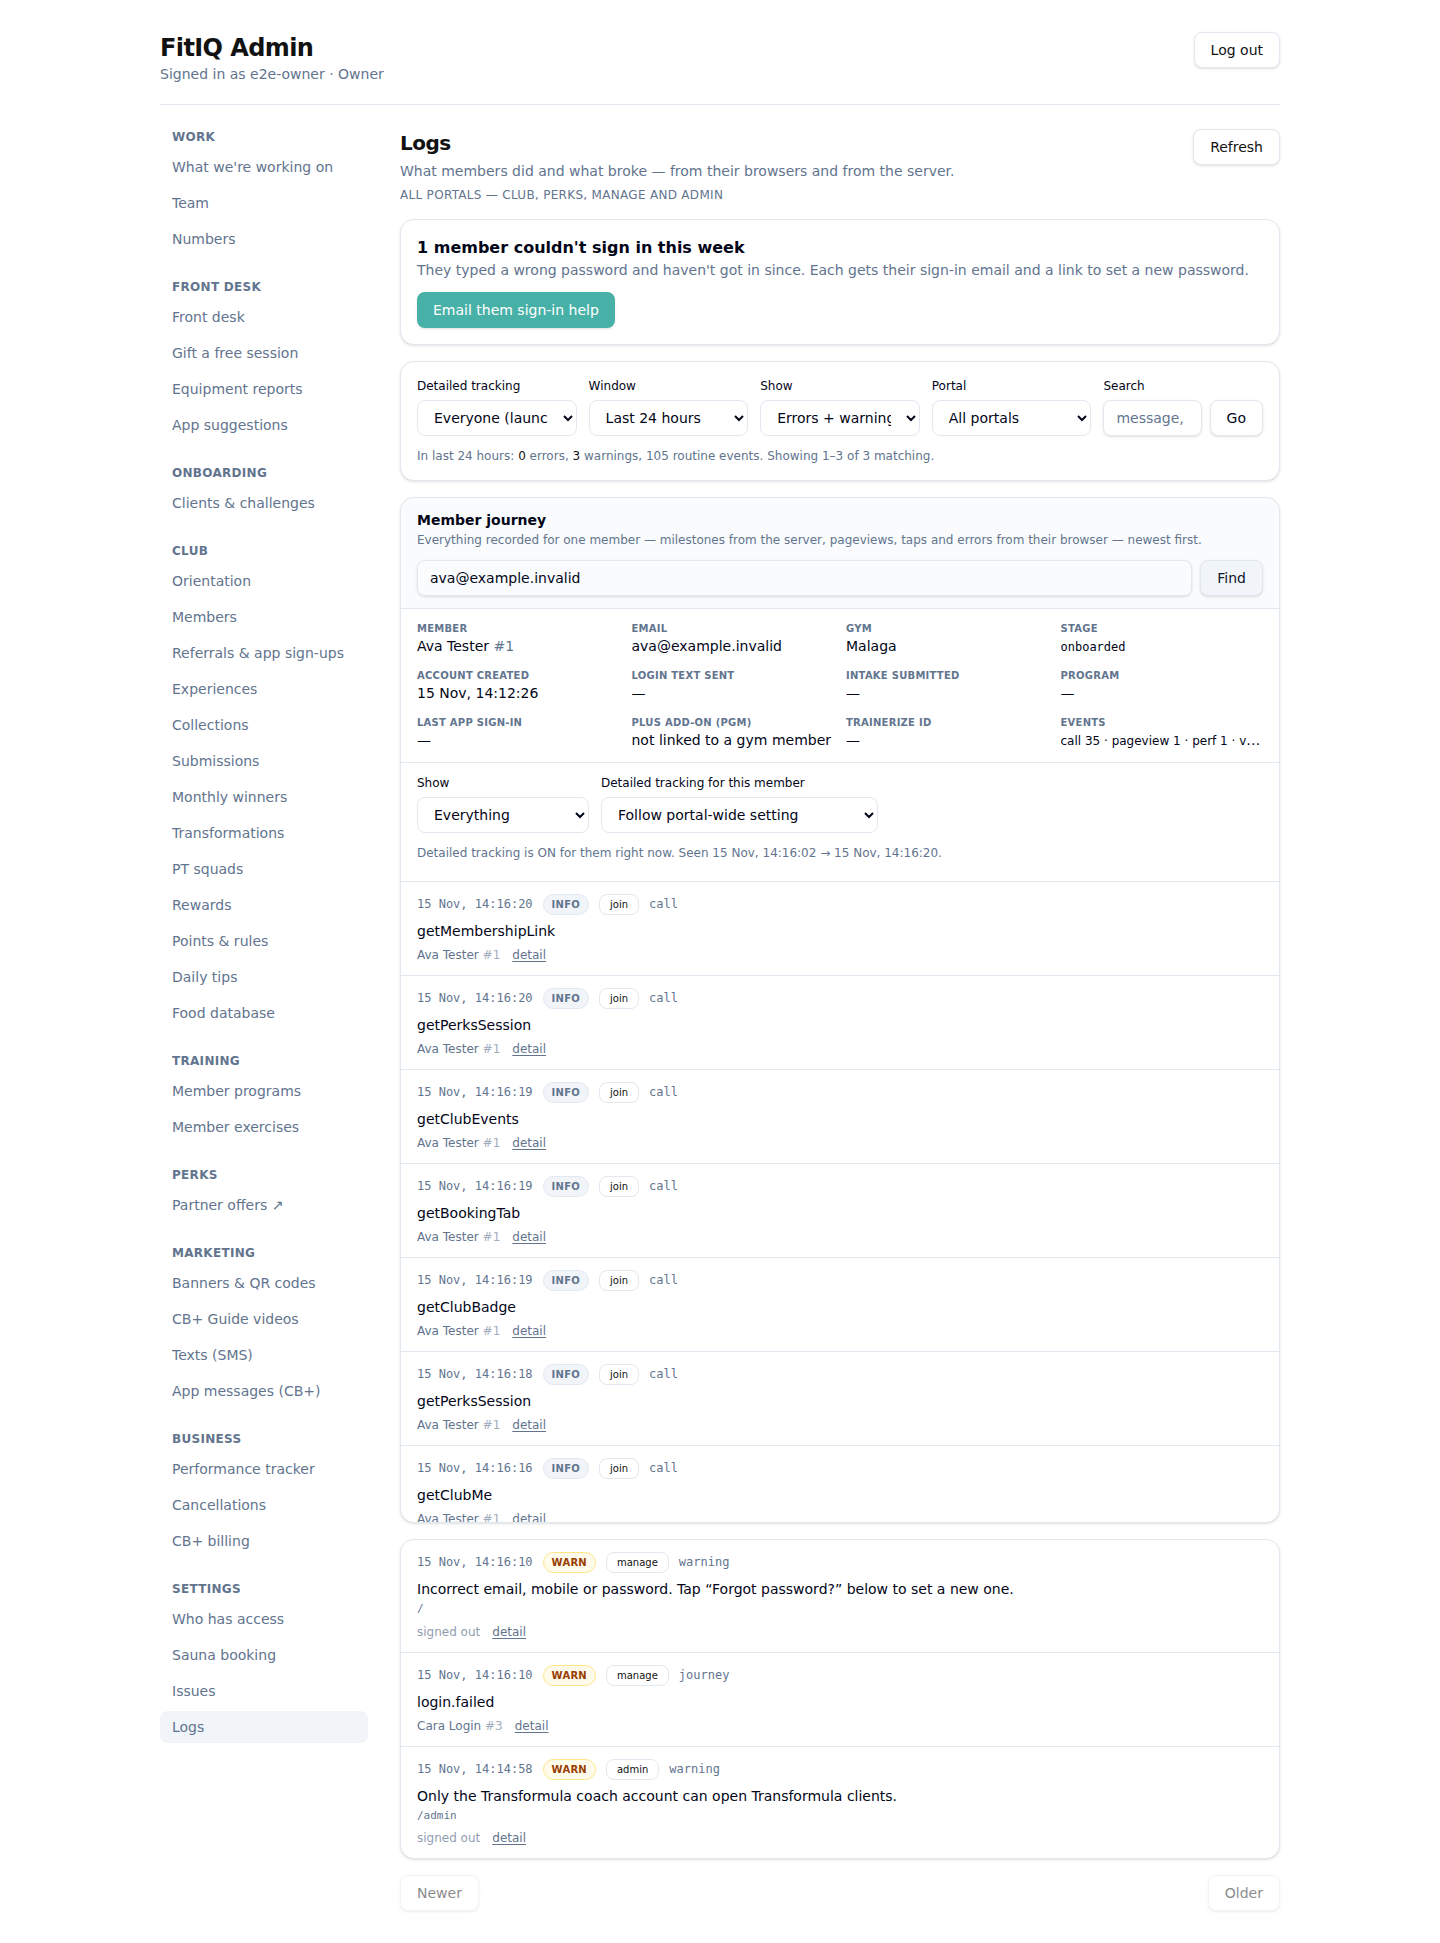 FitIQ Admin
Signed in as e2e-owner · Owner
Log out
WORK
What we're working on
Team
Numbers
FRONT DESK
Front desk
Gift a free session
Equipment reports
App suggestions
ONBOARDING
Clients & challenges
CLUB
Orientation
Members
Referrals & app sign-ups
Experiences
Collections
Submissions
Monthly winners
Transformations
PT squads
Rewards
Points & rules
Daily tips
Food database
TRAINING
Member programs
Member exercises
PERKS
Partner offers ↗
MARKETING
Banners & QR codes
CB+ Guide videos
Texts (SMS)
App messages (CB+)
BUSINESS
Performance tracker
Cancellations
CB+ billing
SETTINGS
Who has access
Sauna booking
Issues
Logs
Logs
Refresh
What members did and what broke — from their browsers and from the server.
ALL PORTALS — CLUB, PERKS, MANAGE AND ADMIN
1 member couldn't sign in this week
They typed a wrong password and haven't got in since. Each gets their sign-in email and a link to set a new password.
Email them sign-in help
Detailed tracking Window Show Portal Search
Everyone (launc Last 24 hours Errors + warning All portals message, Go
In last 24 hours: 0 errors, 3 warnings, 105 routine events. Showing 1–3 of 3 matching.
Member journey
Everything recorded for one member — milestones from the server, pageviews, taps and errors from their browser — newest first.
ava@example.invalid Find
MEMBER EMAIL GYM STAGE
Ava Tester #1 ava@example.invalid Malaga onboarded
ACCOUNT CREATED LOGIN TEXT SENT INTAKE SUBMITTED PROGRAM
15 Nov, 14:12:26 — — —
LAST APP SIGN-IN PLUS ADD-ON (PGM) TRAINERIZE ID EVENTS
— not linked to a gym member — call 35 · pageview 1 · perf 1 · v…
Show Detailed tracking for this member
Everything Follow portal-wide setting
Detailed tracking is ON for them right now. Seen 15 Nov, 14:16:02 → 15 Nov, 14:16:20.
15 Nov, 14:16:20 INFO join call
getMembershipLink
Ava Tester #1 detail
15 Nov, 14:16:20 INFO join call
getPerksSession
Ava Tester #1 detail
15 Nov, 14:16:19 INFO join call
getClubEvents
Ava Tester #1 detail
15 Nov, 14:16:19 INFO join call
getBookingTab
Ava Tester #1 detail
15 Nov, 14:16:19 INFO join call
getClubBadge
Ava Tester #1 detail
15 Nov, 14:16:18 INFO join call
getPerksSession
Ava Tester #1 detail
15 Nov, 14:16:16 INFO join call
getClubMe
Ava Tester #1 detail
15 Nov, 14:16:10 WARN manage warning
Incorrect email, mobile or password. Tap “Forgot password?” below to set a new one.
/
signed out detail
15 Nov, 14:16:10 WARN manage journey
login.failed
Cara Login #3 detail
15 Nov, 14:14:58 WARN admin warning
Only the Transformula coach account can open Transformula clients.
/admin
signed out detail
Newer Older